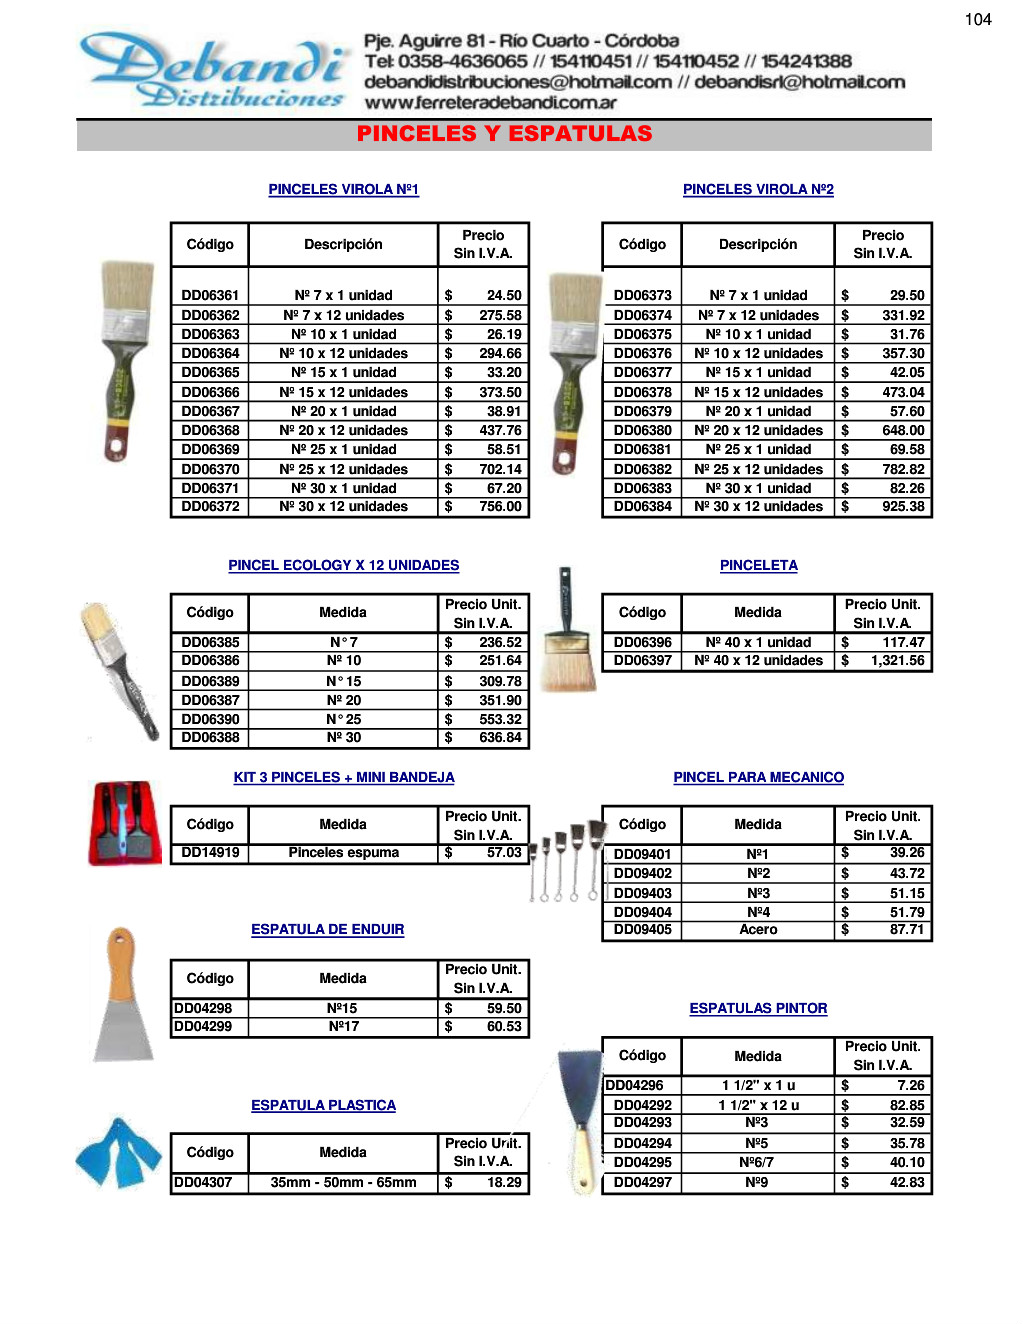 104
Debandi
Distribuciones
Pje. Aguirre 81 - Río Cuarto - Córdoba
Tel: 0358-4636065 // 154110451 // 154110452 // 154241388
debandidistribuciones@hotmail.com // debandisrl@hotmail.com
www.ferreteradebandi.com.ar
PINCELES Y ESPATULAS
PINCELES VIROLA Nº1
Código Descripción Precio Sin I.V.A.
DD06361 Nº 7 x 1 unidad $ 24.50
DD06362 Nº 7 x 12 unidades $ 275.58
DD06363 Nº 10 x 1 unidad $ 26.19
DD06364 Nº 10 x 12 unidades $ 294.66
DD06365 Nº 15 x 1 unidad $ 33.20
DD06366 Nº 15 x 12 unidades $ 373.50
DD06367 Nº 20 x 1 unidad $ 38.91
DD06368 Nº 20 x 12 unidades $ 437.76
DD06369 Nº 25 x 1 unidad $ 58.51
DD06370 Nº 25 x 12 unidades $ 702.14
DD06371 Nº 30 x 1 unidad $ 67.20
DD06372 Nº 30 x 12 unidades $ 756.00
PINCELES VIROLA Nº2
Código Descripción Precio Sin I.V.A.
DD06373 Nº 7 x 1 unidad $ 29.50
DD06374 Nº 7 x 12 unidades $ 331.92
DD06375 Nº 10 x 1 unidad $ 31.76
DD06376 Nº 10 x 12 unidades $ 357.30
DD06377 Nº 15 x 1 unidad $ 42.05
DD06378 Nº 15 x 12 unidades $ 473.04
DD06379 Nº 20 x 1 unidad $ 57.60
DD06380 Nº 20 x 12 unidades $ 648.00
DD06381 Nº 25 x 1 unidad $ 69.58
DD06382 Nº 25 x 12 unidades $ 782.82
DD06383 Nº 30 x 1 unidad $ 82.26
DD06384 Nº 30 x 12 unidades $ 925.38
PINCEL ECOLOGY X 12 UNIDADES
Código Medida Precio Unit. Sin I.V.A.
DD06385 N° 7 $ 236.52
DD06386 Nº 10 $ 251.64
DD06389 N° 15 $ 309.78
DD06387 Nº 20 $ 351.90
DD06390 N° 25 $ 553.32
DD06388 Nº 30 $ 636.84
PINCELETA
Código Medida Precio Unit. Sin I.V.A.
DD06396 Nº 40 x 1 unidad $ 117.47
DD06397 Nº 40 x 12 unidades $ 1,321.56
KIT 3 PINCELES + MINI BANDEJA
Código Medida Precio Unit. Sin I.V.A.
DD14919 Pinceles espuma $ 57.03
PINCEL PARA MECANICO
Código Medida Precio Unit. Sin I.V.A.
DD09401 Nº1 $ 39.26
DD09402 Nº2 $ 43.72
DD09403 Nº3 $ 51.15
DD09404 Nº4 $ 51.79
DD09405 Acero $ 87.71
ESPATULA DE ENDUIR
Código Medida Precio Unit. Sin I.V.A.
DD04298 Nº15 $ 59.50
DD04299 Nº17 $ 60.53
ESPATULAS PINTOR
Código Medida Precio Unit. Sin I.V.A.
DD04296 1 1/2" x 1 u $ 7.26
DD04292 1 1/2" x 12 u $ 82.85
DD04293 Nº3 $ 32.59
DD04294 Nº5 $ 35.78
DD04295 Nº6/7 $ 40.10
DD04297 Nº9 $ 42.83
ESPATULA PLASTICA
Código Medida Precio Unit. Sin I.V.A.
DD04307 35mm - 50mm - 65mm $ 18.29